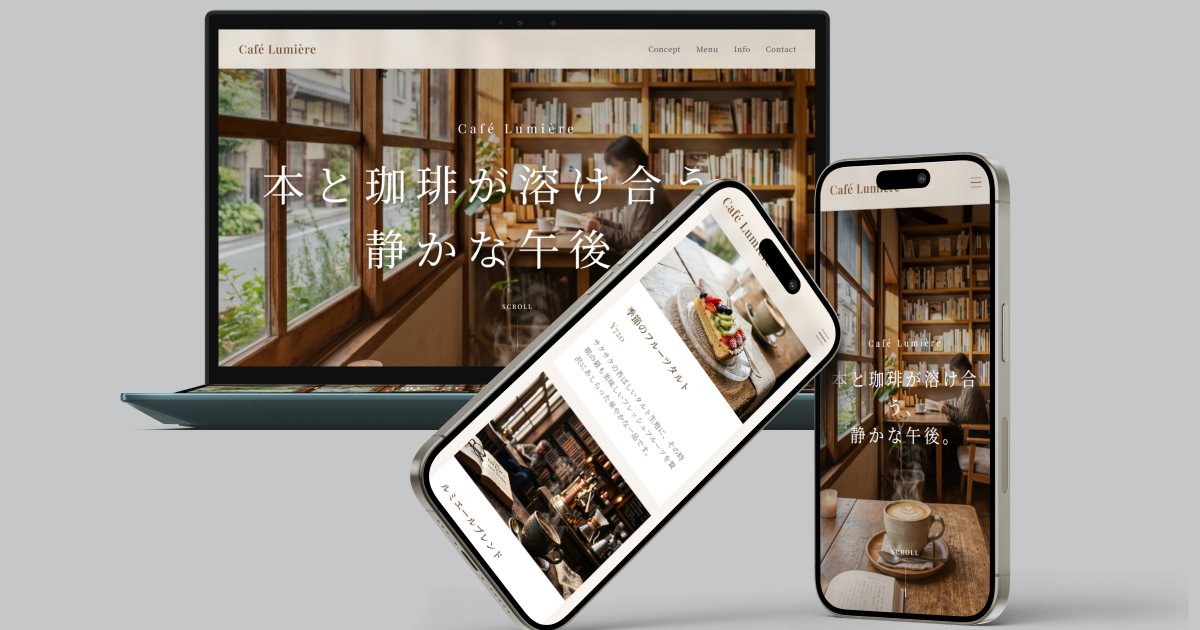 Café Lumière
Concept Menu Info Contact
Café Lumière
本と珈琲が溶け合う
静かな午後
SCROLL
Café Lumière
季節のフルーツタルト
¥720
サクサクの香ばしいタルト生地に、その時
期の最も美味しいフレッシュフルーツを贅
沢にあしらった華やかな一品です。
ルミエールブレンド
Café Lumière
Café Lumière
本と珈琲が溶け合
う、
静かな午後。
SCROLL